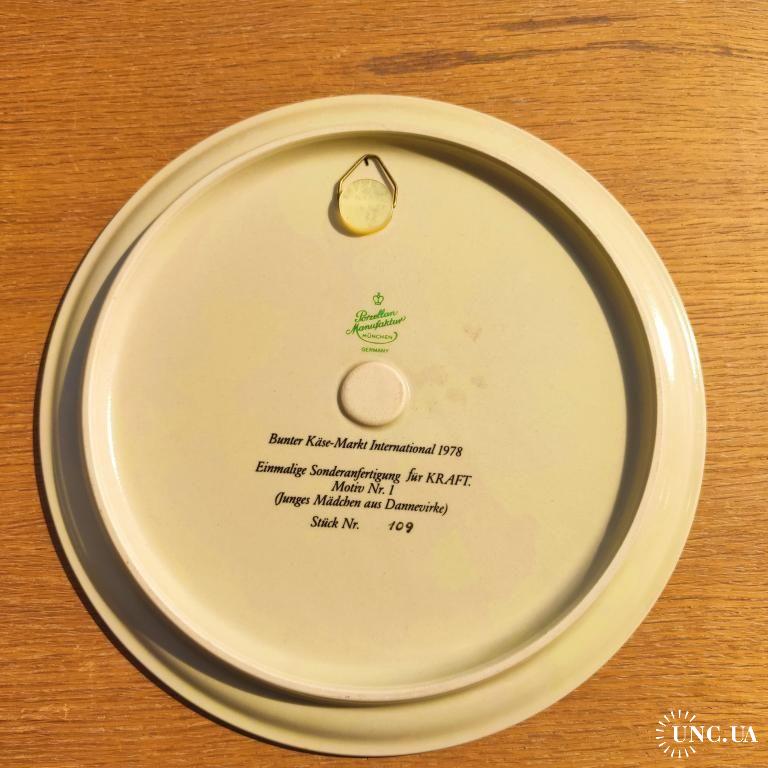 Porzellan
Manufaktur
MÜNCHEN
GERMANY
Bunter Käse-Markt International 1978
Einmalige Sonderanfertigung für KRAFT.
Motiv Nr. 1
(Junges Mädchen aus Dannevirke)
Stück Nr. 109
UNC.UA